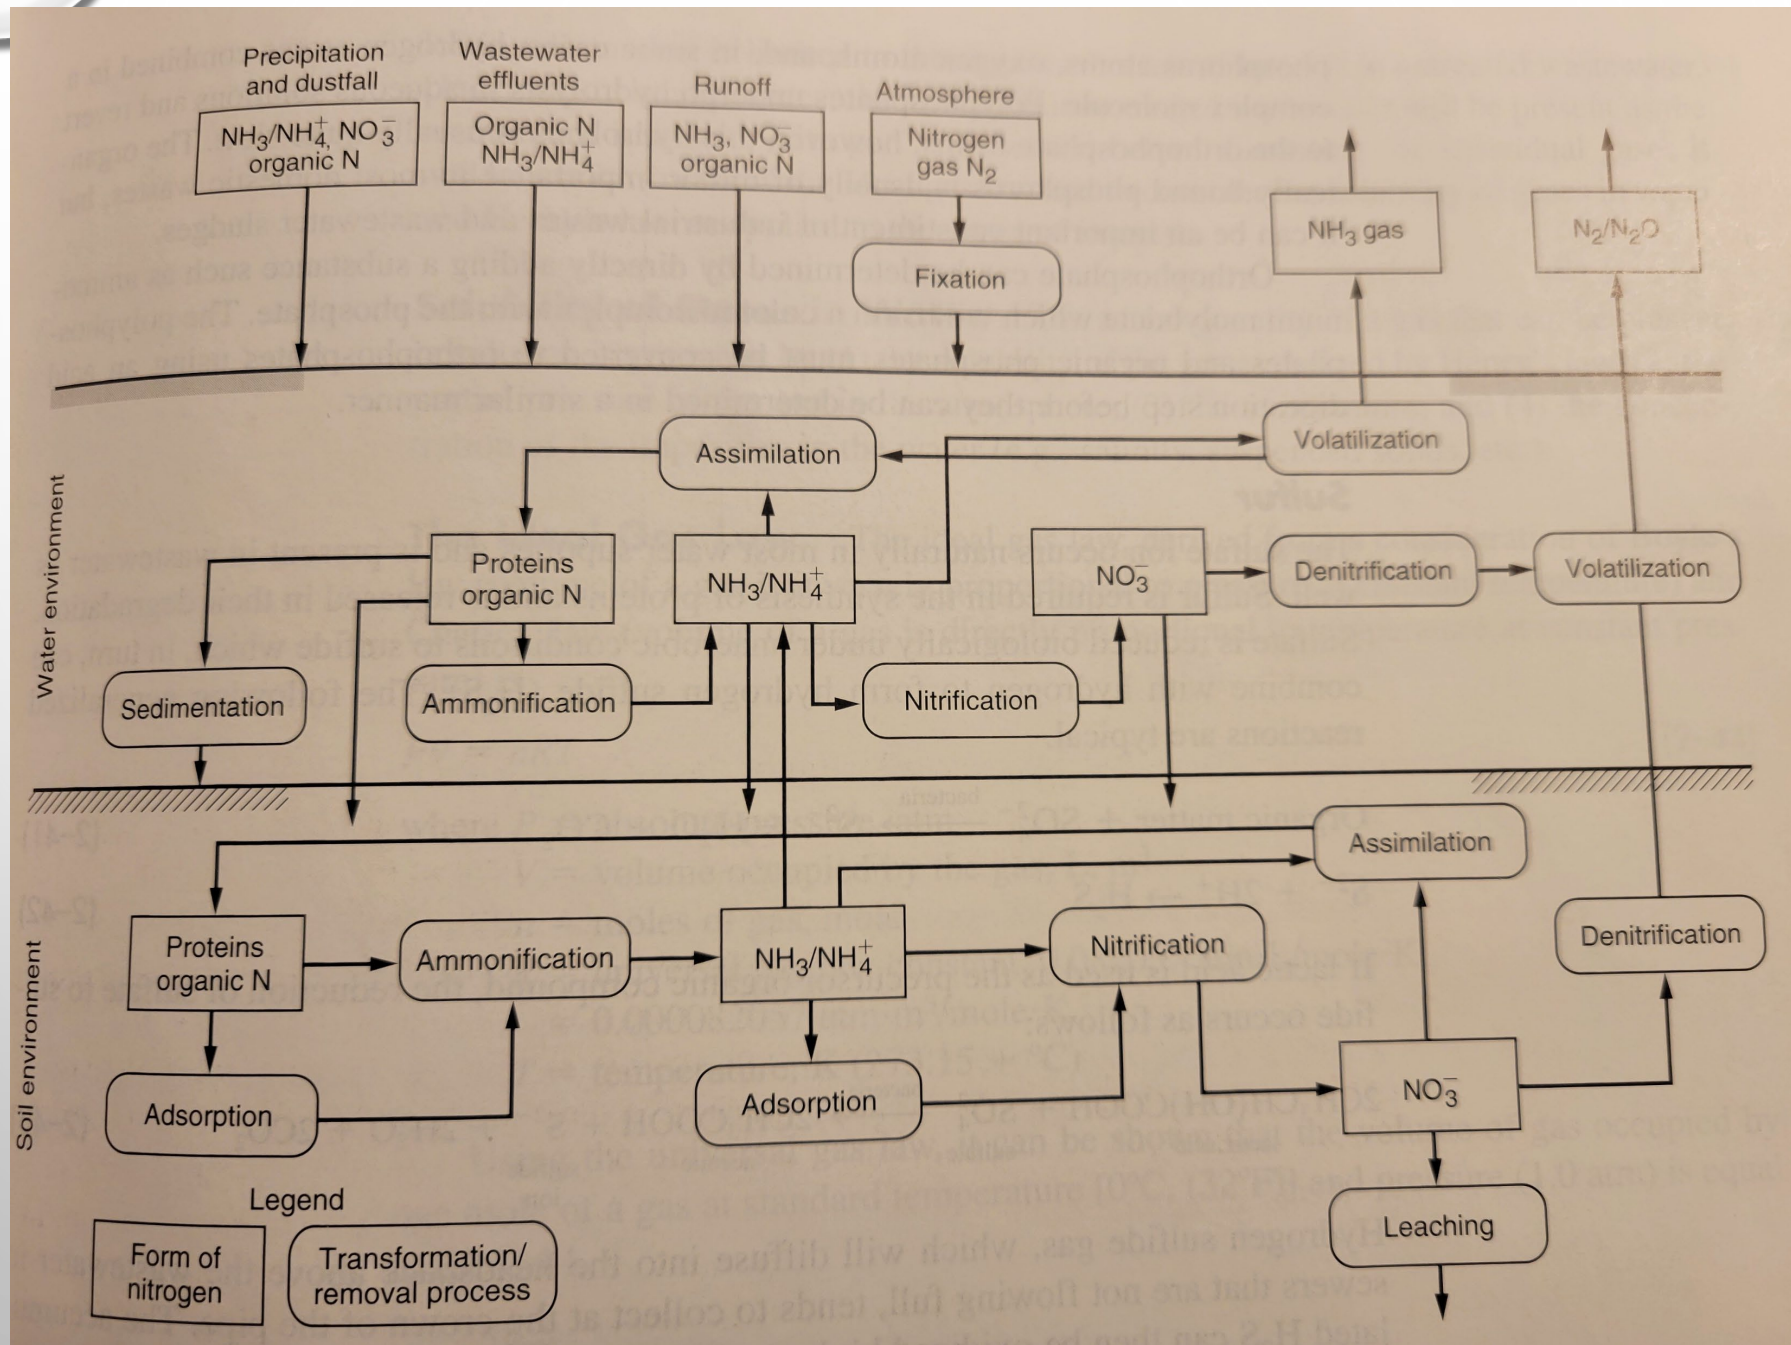 Precipitation
and dustfall
NH₃/NH₄⁺, NO₃⁻
organic N
Wastewater
effluents
Organic N
NH₃/NH₄⁺
Runoff
NH₃, NO₃⁻
organic N
Atmosphere
Nitrogen
gas N₂
Fixation
NH₃ gas
N₂/N₂O
Water environment
Assimilation
Volatilization
Proteins
organic N
NH₃/NH₄⁺
NO₃⁻
Denitrification
Volatilization
Sedimentation
Ammonification
Nitrification
Soil environment
Assimilation
Proteins
organic N
Ammonification
NH₃/NH₄⁺
Nitrification
Denitrification
Adsorption
Adsorption
NO₃⁻
Leaching
Legend
Form of
nitrogen
Transformation/
removal process